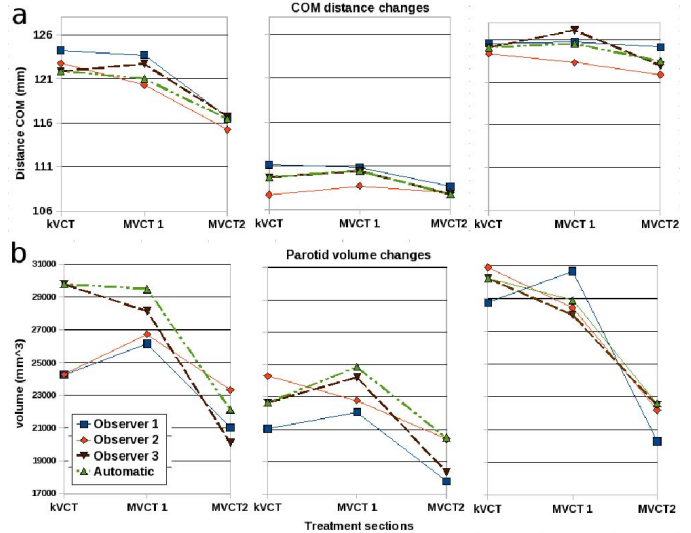 a
COM distance changes
126
121
116
111
106
Distance COM (mm)
kVCT MVCT 1 MVCT2
kVCT MVCT 1 MVCT2
kVCT MVCT 1 MVCT2
b
Parotid volume changes
31000
29000
27000
25000
23000
21000
19000
17000
volume (mm^3)
Observer 1
Observer 2
Observer 3
Automatic
kVCT MVCT 1 MVCT2
kVCT MVCT 1 MVCT2
kVCT MVCT 1 MVCT2
Treatment sections